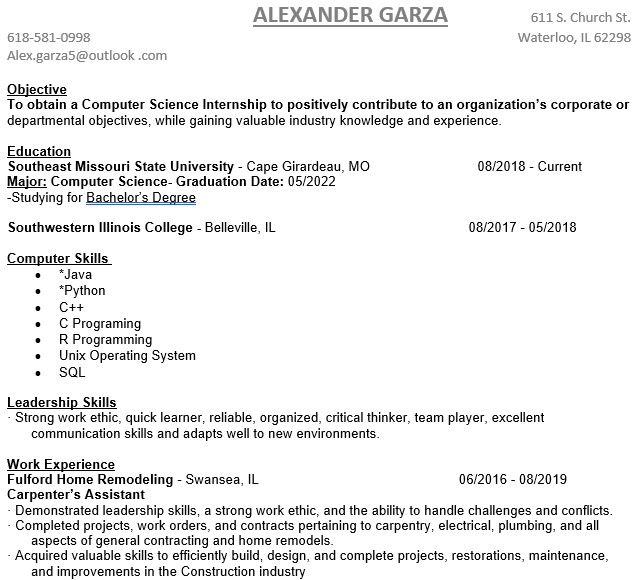 ALEXANDER GARZA 611 S. Church St.
618-581-0998 Waterloo, IL 62298
Alex.garza5@outlook .com
Objective
To obtain a Computer Science Internship to positively contribute to an organization's corporate or
departmental objectives, while gaining valuable industry knowledge and experience.
Education
Southeast Missouri State University - Cape Girardeau, MO 08/2018 - Current
Major: Computer Science- Graduation Date: 05/2022
-Studying for Bachelor's Degree
Southwestern Illinois College - Belleville, IL 08/2017 - 05/2018
Computer Skills
• *Java
• *Python
• C++
• C Programing
• R Programming
• Unix Operating System
• SQL
Leadership Skills
· Strong work ethic, quick learner, reliable, organized, critical thinker, team player, excellent
communication skills and adapts well to new environments.
Work Experience
Fulford Home Remodeling - Swansea, IL 06/2016 - 08/2019
Carpenter's Assistant
· Demonstrated leadership skills, a strong work ethic, and the ability to handle challenges and conflicts.
· Completed projects, work orders, and contracts pertaining to carpentry, electrical, plumbing, and all
aspects of general contracting and home remodels.
· Acquired valuable skills to efficiently build, design, and complete projects, restorations, maintenance,
and improvements in the Construction industry